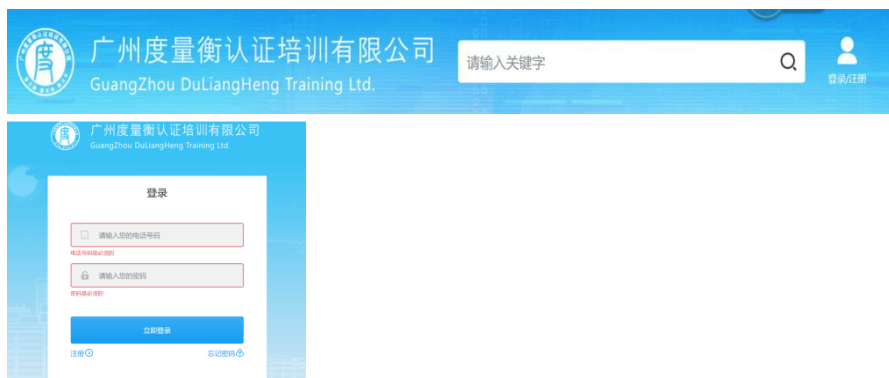 广州度量衡认证培训有限公司
GuangZhou DuLiangHeng Training Ltd.
请输入关键字
登录/注册
广州度量衡认证培训有限公司
GuangZhou DuLiangHeng Training Ltd.
登录
请输入您的电话号码
电话号码是必须的
请输入您的密码
密码是必须的
立即登录
注册
忘记密码